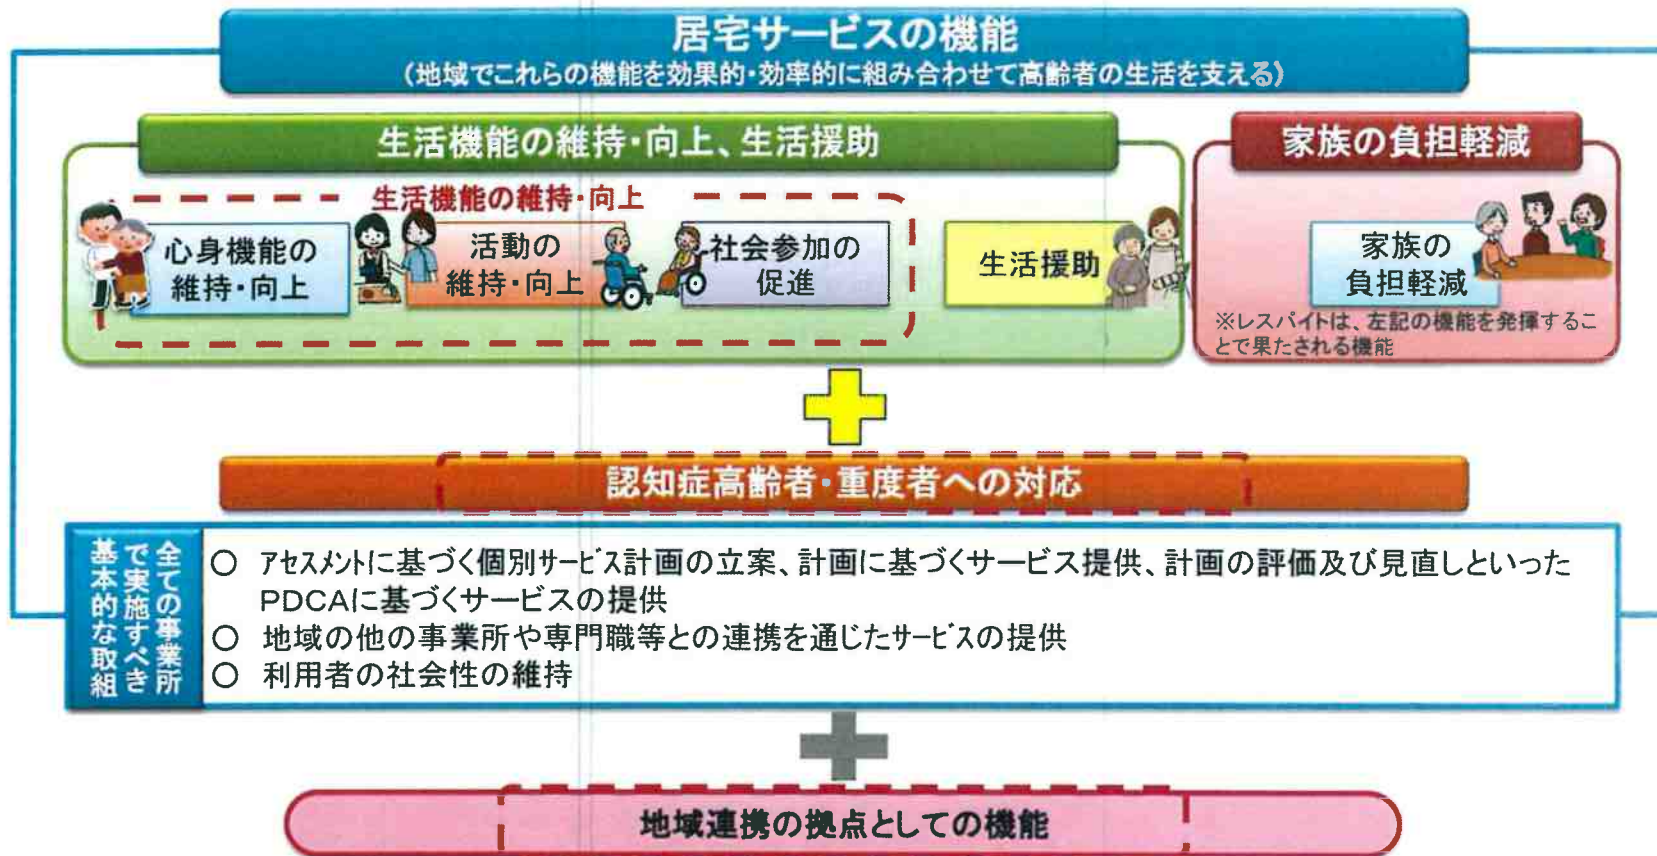 居宅サービスの機能
(地域でこれらの機能を効果的・効率的に組み合わせて高齢者の生活を支える)
生活機能の維持・向上、生活援助
家族の負担軽減
生活機能の維持・向上
心身機能の
維持・向上
活動の
維持・向上
社会参加の
促進
生活援助
家族の
負担軽減
※レスパイトは、左記の機能を発揮するこ
とで果たされる機能
認知症高齢者・重度者への対応
全ての事業所
で実施すべき
基本的な取組
○ アセスメントに基づく個別サービス計画の立案、計画に基づくサービス提供、計画の評価及び見直しといった
PDCAに基づくサービスの提供
○ 地域の他の事業所や専門職等との連携を通じたサービスの提供
○ 利用者の社会性の維持
地域連携の拠点としての機能